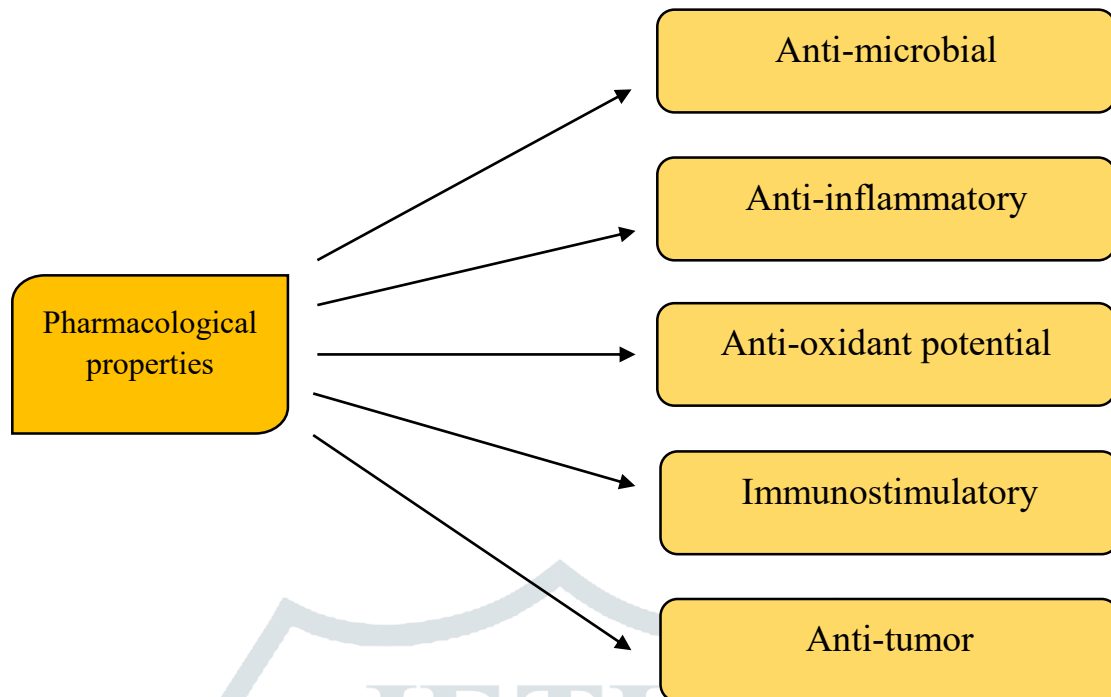 Anti-microbial
Anti-inflammatory
Pharmacological
properties
Anti-oxidant potential
Immunostimulatory
Anti-tumor